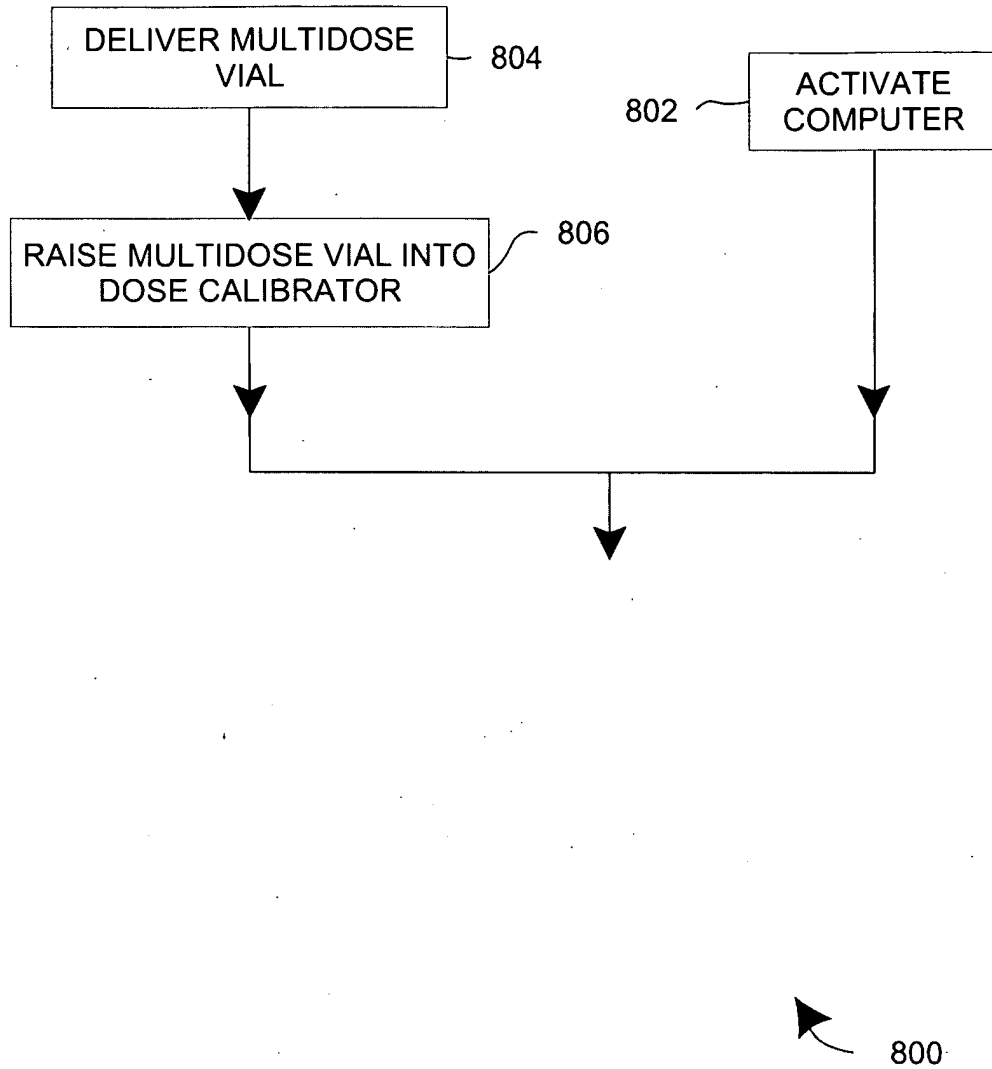 DELIVER MULTIDOSE
VIAL
804
802
ACTIVATE
COMPUTER
RAISE MULTIDOSE VIAL INTO
DOSE CALIBRATOR
806
800